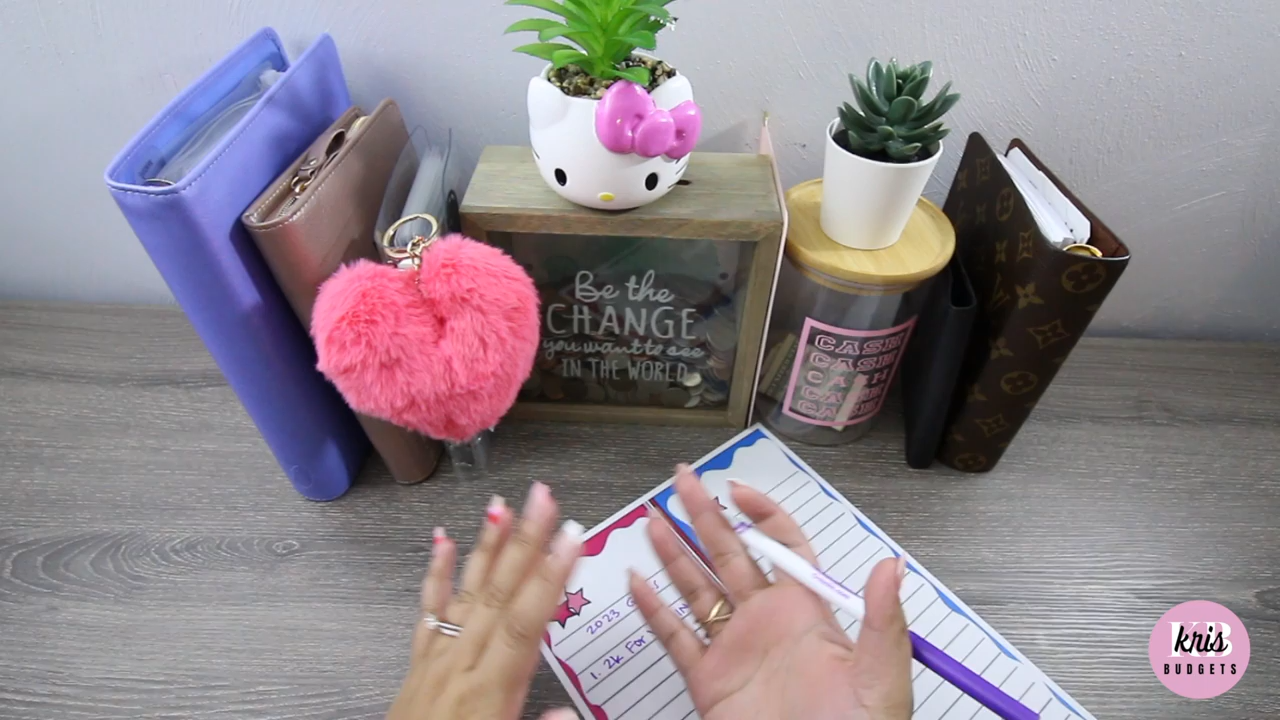 Be the
CHANGE
you want to see
IN THE WORLD
CASH
CASH
CASH
CASH
CASH
2023
1. 2k For
KB
kris
BUDGETS